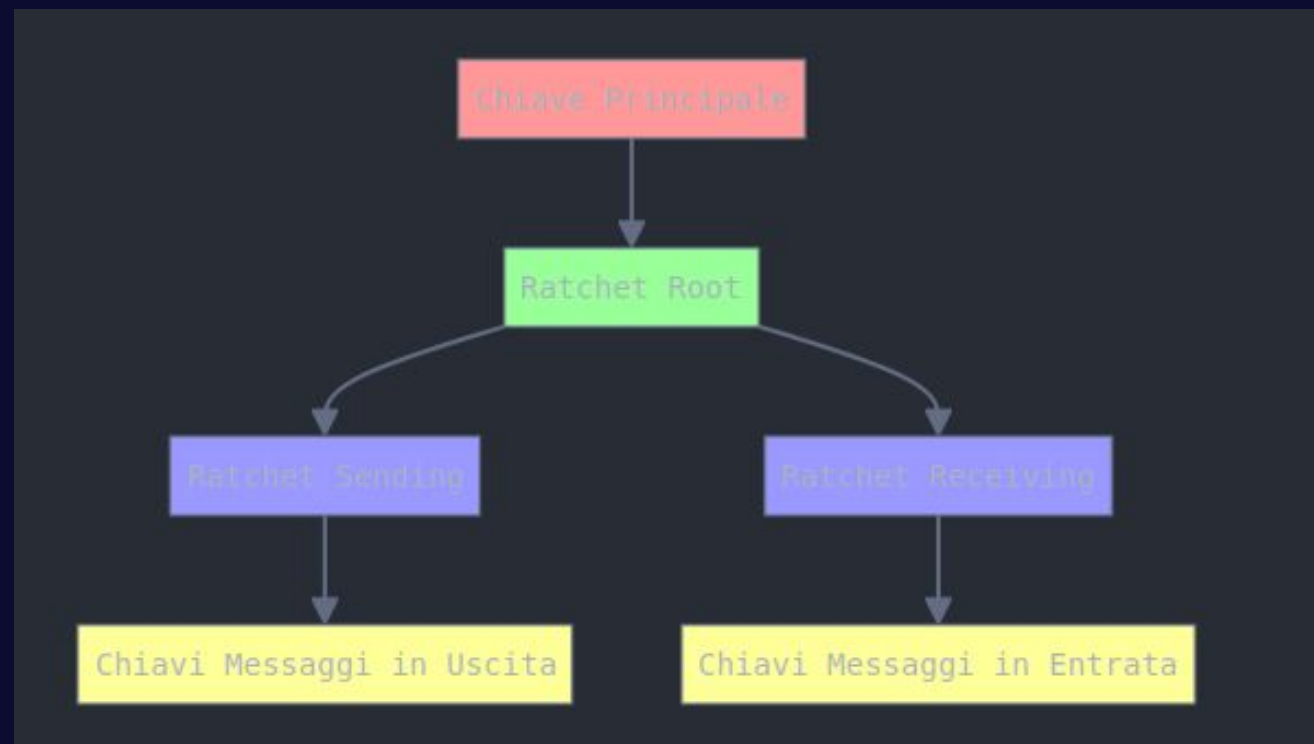 Chiave Principale
Ratchet Root
Ratchet Sending
Ratchet Receiving
Chiavi Messaggi in Uscita
Chiavi Messaggi in Entrata